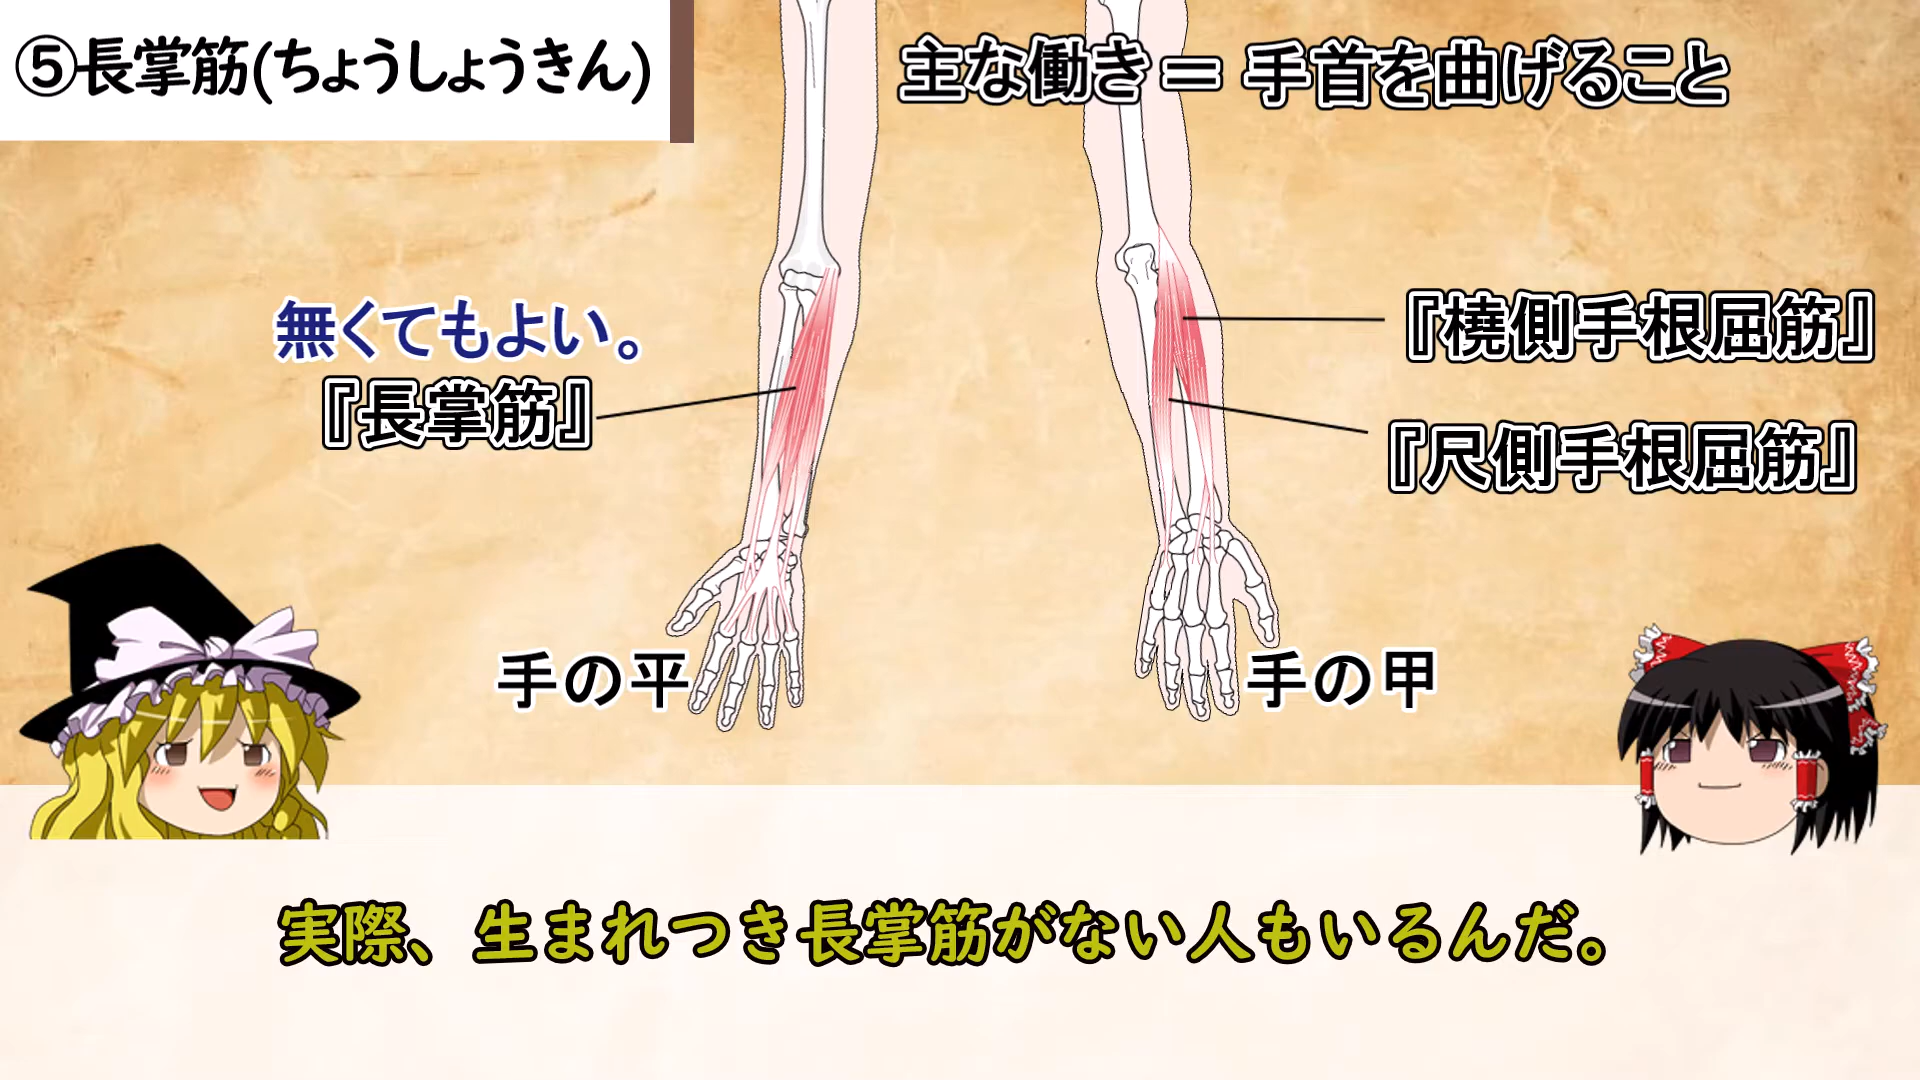 ⑤長掌筋(ちょうしょうきん)
主な働き＝手首を曲げること
無くてもよい。
『長掌筋』
『橈側手根屈筋』
『尺側手根屈筋』
手の平
手の甲
実際、生まれつき長掌筋がない人もいるんだ。